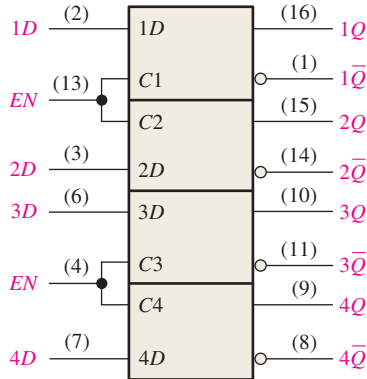 1D (2) 1D (16) 1Q
(1) 1Q̅
EN (13) C1
C2 (15) 2Q
2D (3) 2D (14) 2Q̅
3D (6) 3D (10) 3Q
(11) 3Q̅
EN (4) C3
C4 (9) 4Q
4D (7) 4D (8) 4Q̅